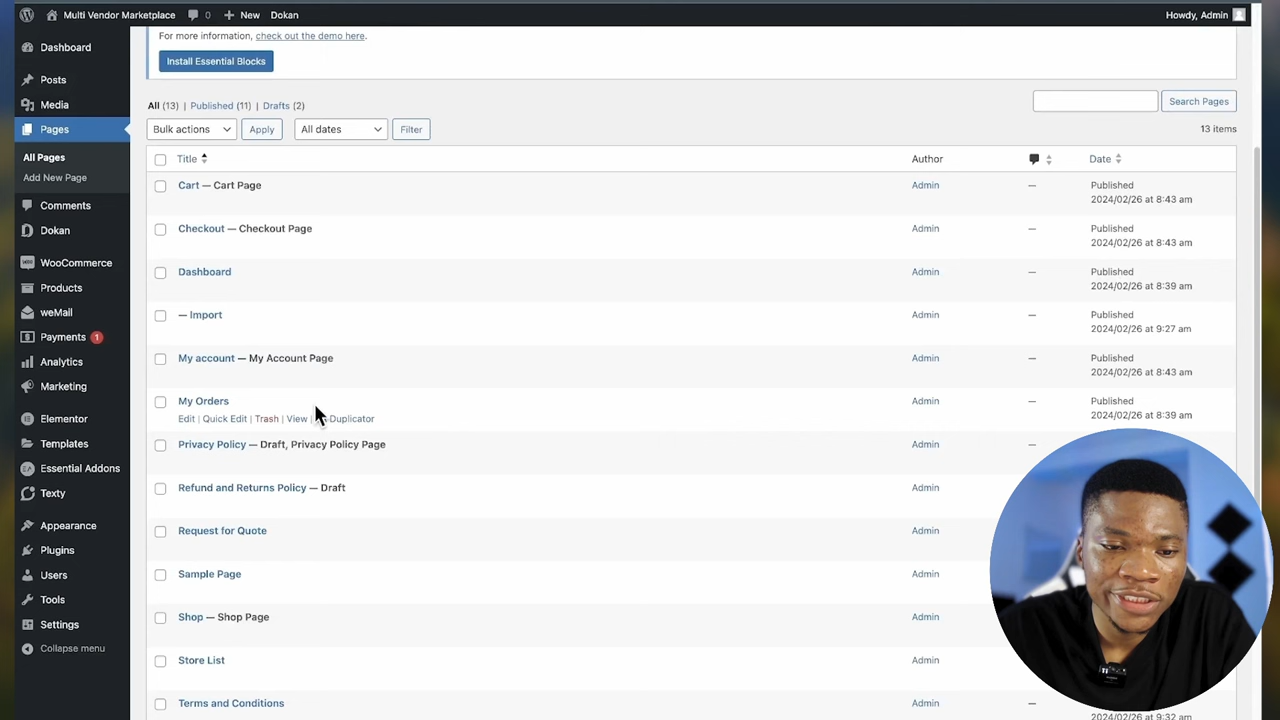 Multi Vendor Marketplace 0 New Dokan Howdy, Admin
Dashboard
Posts
Media
Pages
All Pages
Add New Page
Comments
Dokan
WooCommerce
Products
weMail
Payments 1
Analytics
Marketing
Elementor
Templates
Essential Addons
Texty
Appearance
Plugins
Users
Tools
Settings
Collapse menu
For more information, check out the demo here.
Install Essential Blocks
All (13) | Published (11) | Drafts (2)
Search Pages
Bulk actions Apply All dates Filter 13 items
Title Author Date
Cart — Cart Page Admin — Published
2024/02/26 at 8:43 am
Checkout — Checkout Page Admin — Published
2024/02/26 at 8:43 am
Dashboard Admin — Published
2024/02/26 at 8:39 am
— Import Admin — Published
2024/02/26 at 9:27 am
My account — My Account Page Admin — Published
2024/02/26 at 8:43 am
My Orders Admin — Published
Edit | Quick Edit | Trash | View | Duplicator 2024/02/26 at 8:39 am
Privacy Policy — Draft, Privacy Policy Page Admin —
Refund and Returns Policy — Draft Admin
Request for Quote Admin
Sample Page Admin
Shop — Shop Page Admin
Store List Admin
Terms and Conditions Admin —
2024/02/26 at 9:32 am